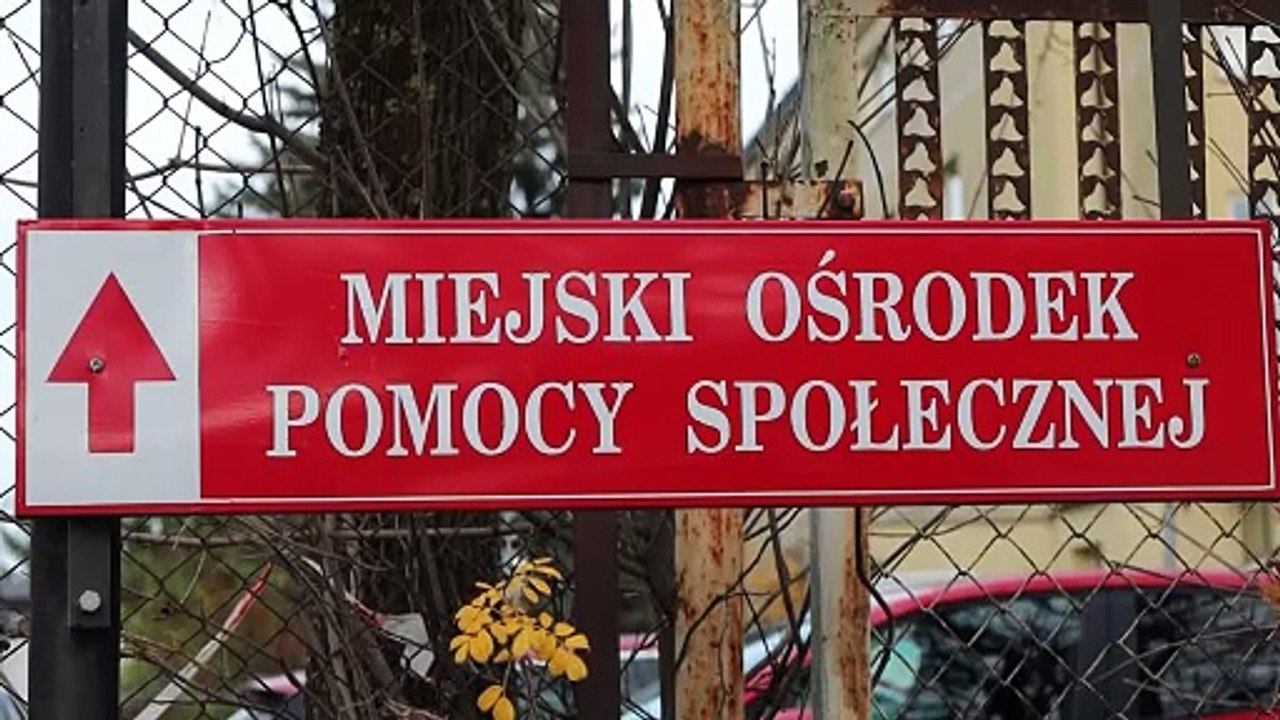 MIEJSKI OŚRODEK
POMOCY SPOŁECZNEJ